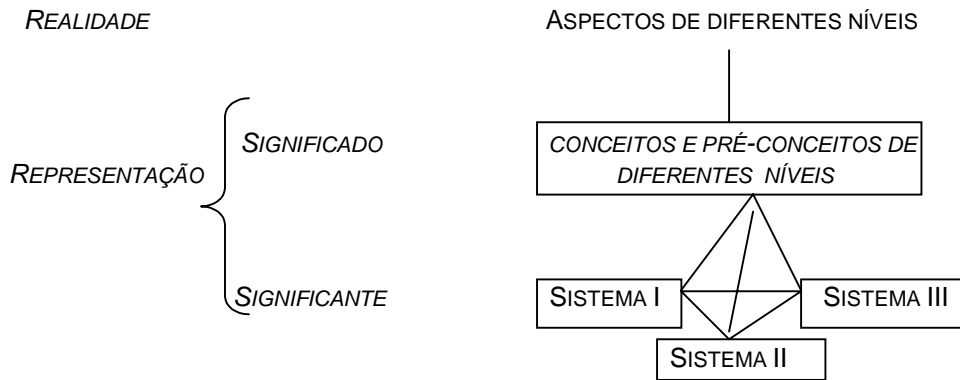 REALIDADE
ASPECTOS DE DIFERENTES NÍVEIS
SIGNIFICADO
CONCEITOS E PRÉ-CONCEITOS DE
DIFERENTES NÍVEIS
REPRESENTAÇÃO
SIGNIFICANTE
SISTEMA I
SISTEMA III
SISTEMA II